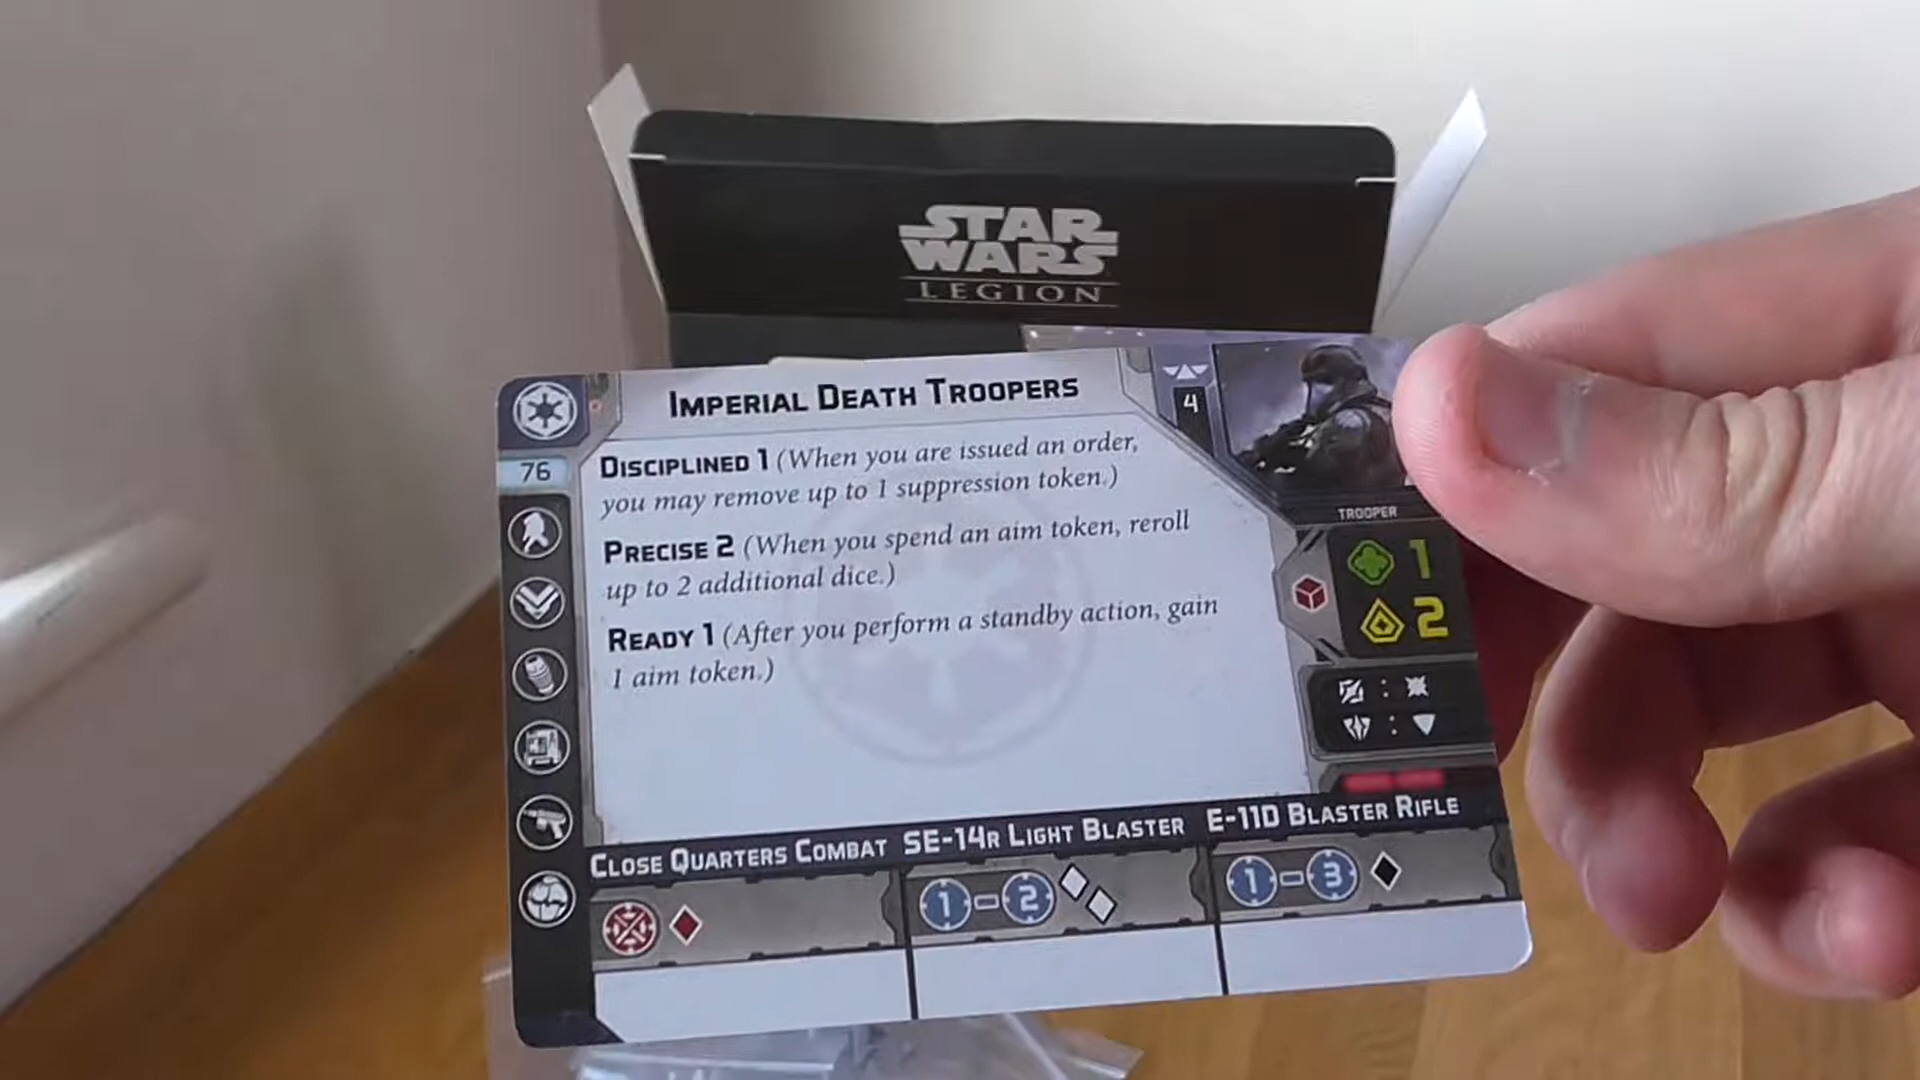 STAR
WARS
LEGION
IMPERIAL DEATH TROOPERS
4
76
DISCIPLINED 1 (When you are issued an order,
you may remove up to 1 suppression token.)
PRECISE 2 (When you spend an aim token, reroll
up to 2 additional dice.)
READY 1 (After you perform a standby action, gain
1 aim token.)
TROOPER
1
2
:
:
CLOSE QUARTERS COMBAT
SE-14R LIGHT BLASTER
1-2
E-11D BLASTER RIFLE
1-3